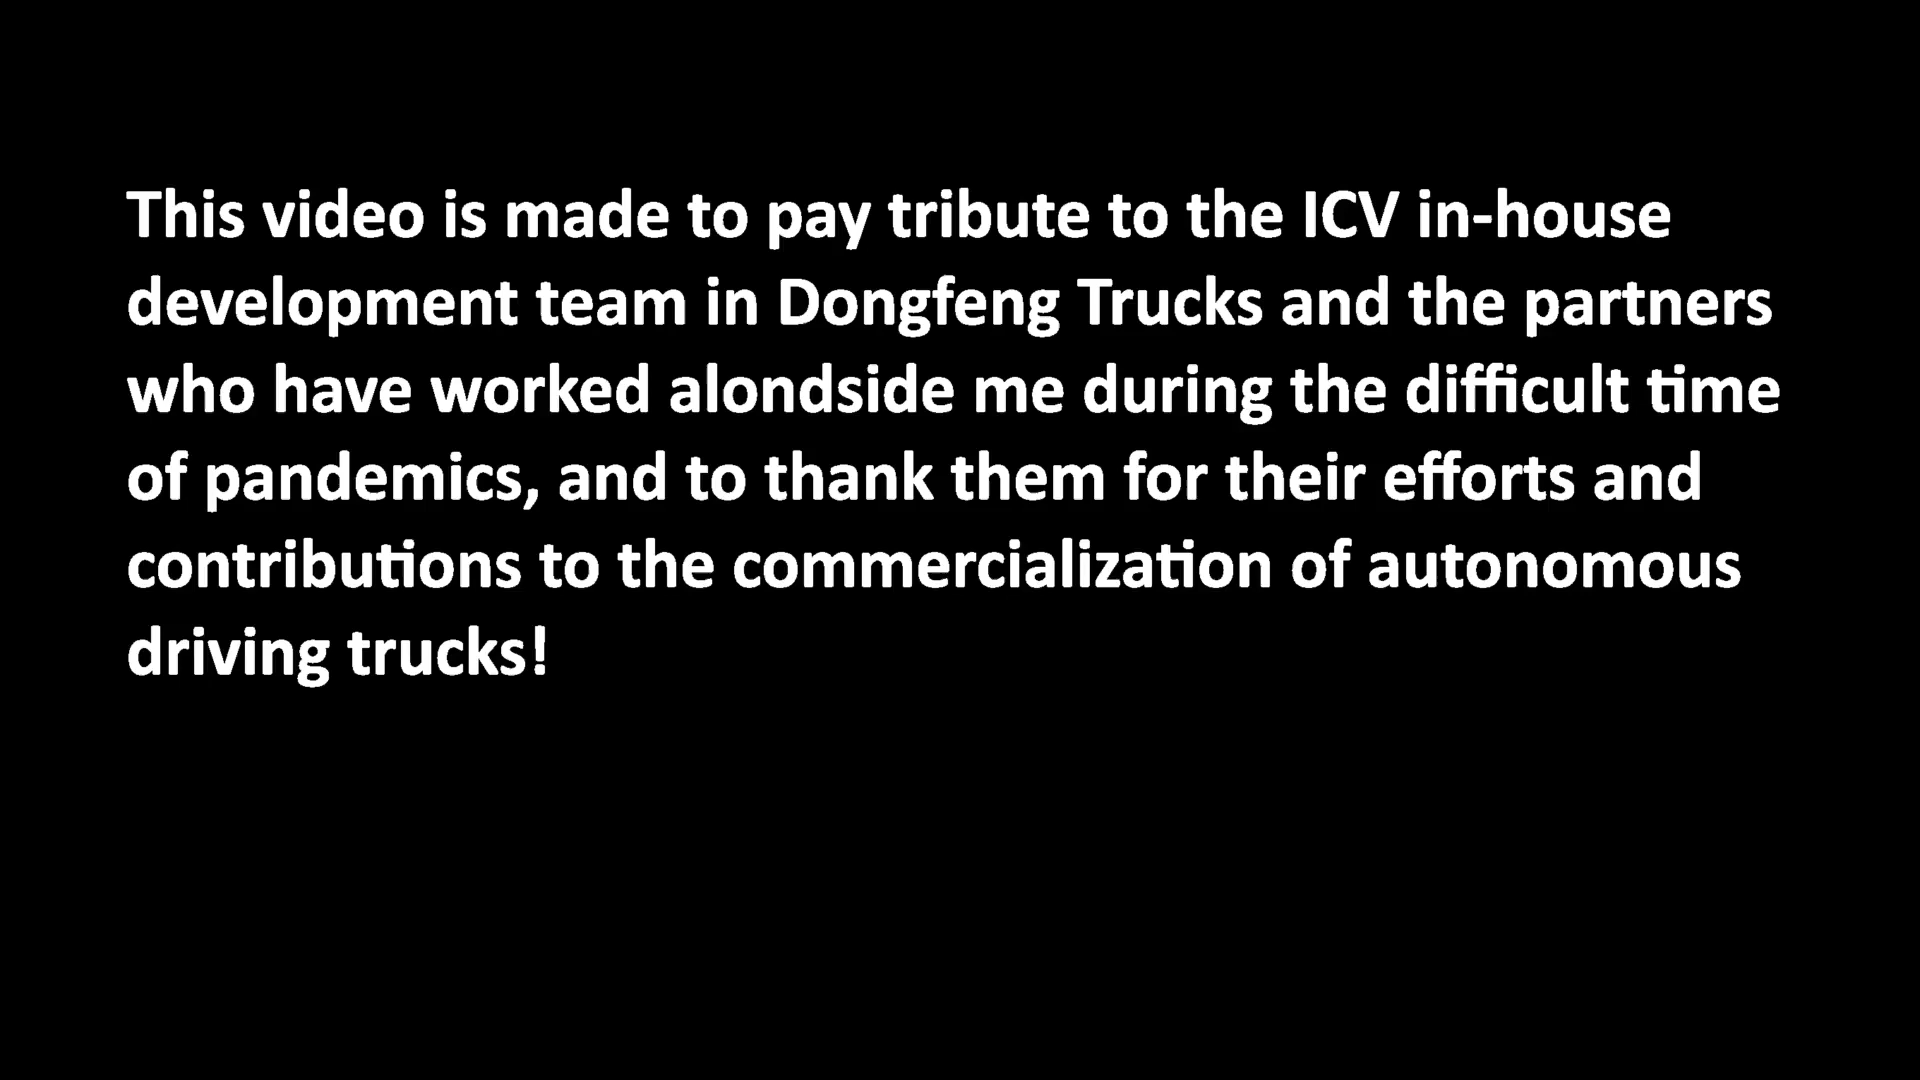 This video is made to pay tribute to the ICV in-house
development team in Dongfeng Trucks and the partners
who have worked alondside me during the difficult time
of pandemics, and to thank them for their efforts and
contributions to the commercialization of autonomous
driving trucks!